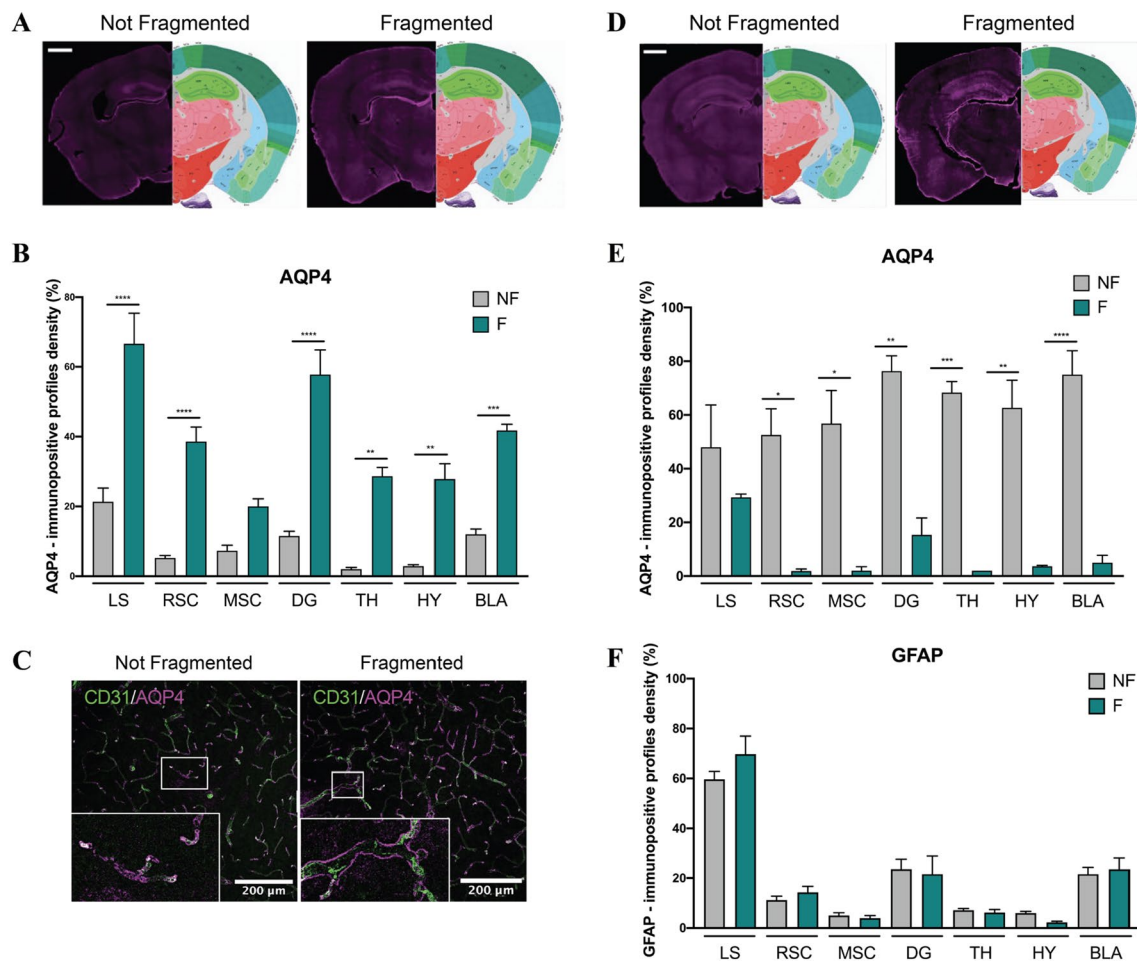 A
Not Fragmented
Fragmented
B
AQP4
AQP4 - immunopositive profiles density (%)
80
60
40
20
0
NF
F
****
****
****
**
**
***
LS
RSC
MSC
DG
TH
HY
BLA
C
Not Fragmented
Fragmented
CD31/AQP4
CD31/AQP4
200 µm
200 µm
D
Not Fragmented
Fragmented
E
AQP4
AQP4 - immunopositive profiles density (%)
100
80
60
40
20
0
NF
F
*
*
**
***
**
****
LS
RSC
MSC
DG
TH
HY
BLA
F
GFAP
GFAP - immunopositive profiles density (%)
100
80
60
40
20
0
NF
F
LS
RSC
MSC
DG
TH
HY
BLA